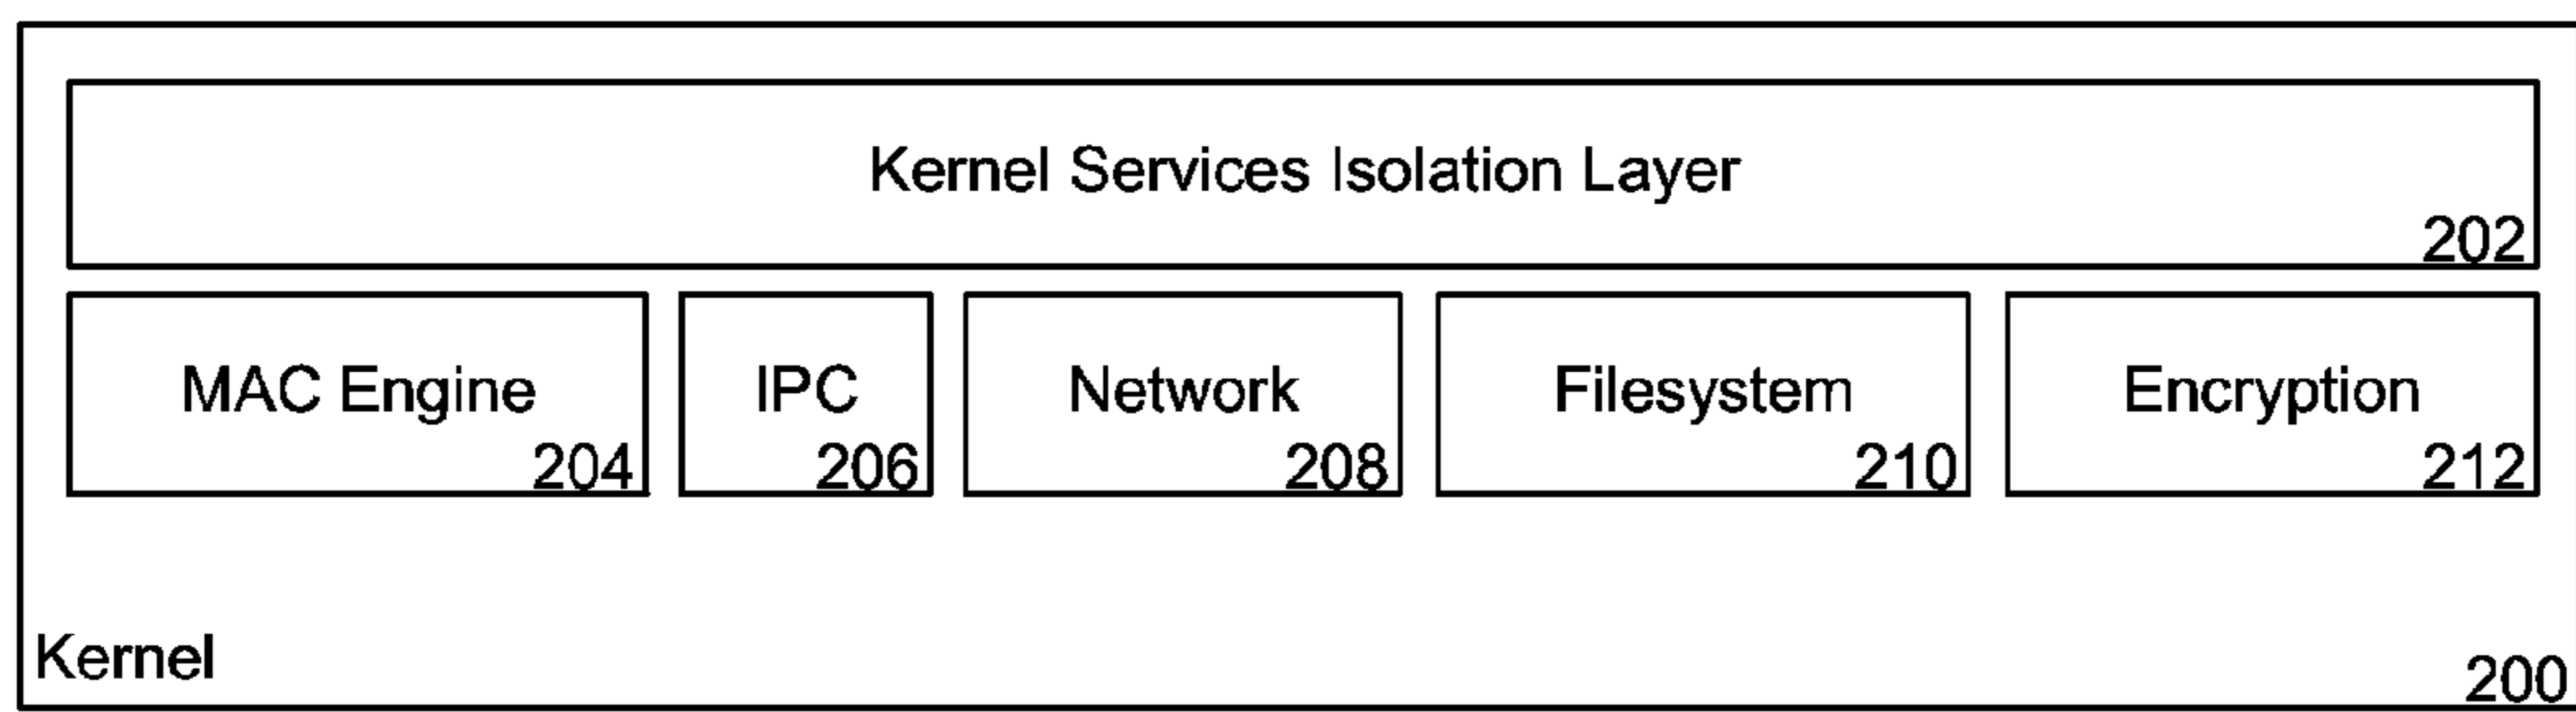 Kernel Services Isolation Layer
202
MAC Engine
204
IPC
206
Network
208
Filesystem
210
Encryption
212
Kernel
200